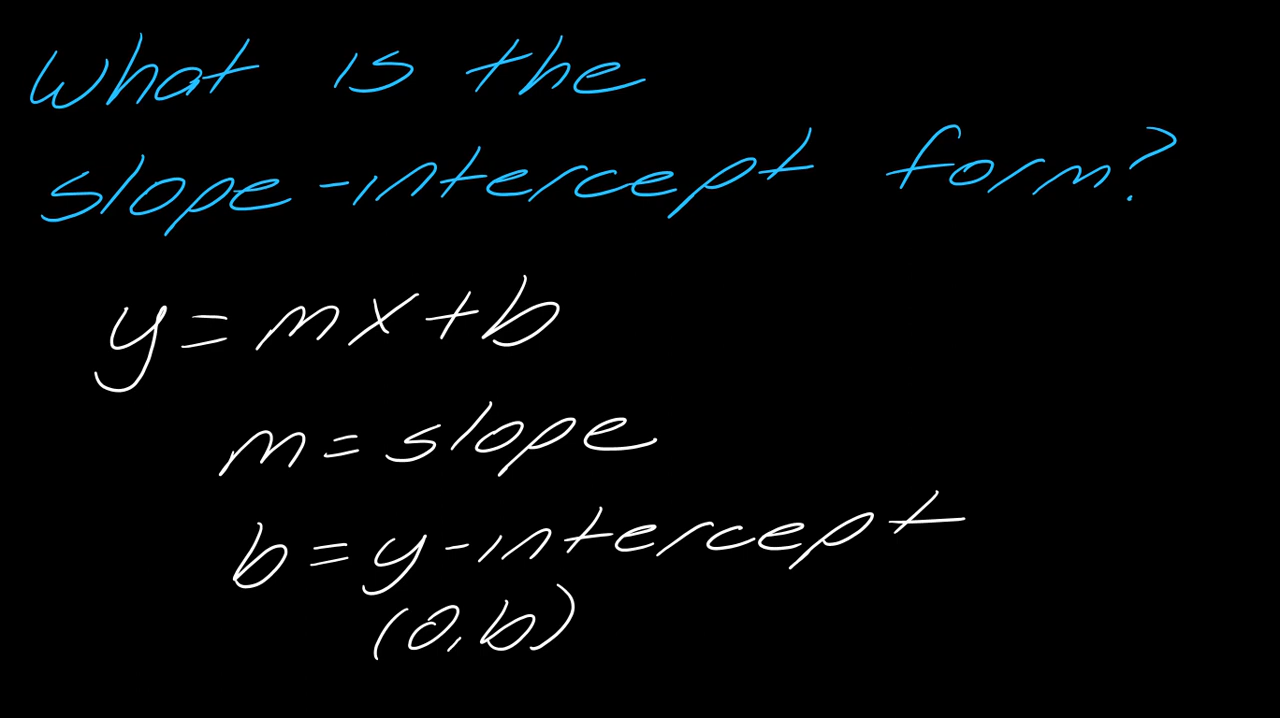 What is the
slope-intercept form?
y=mx+b
m=slope
b=y-intercept
(0,b)